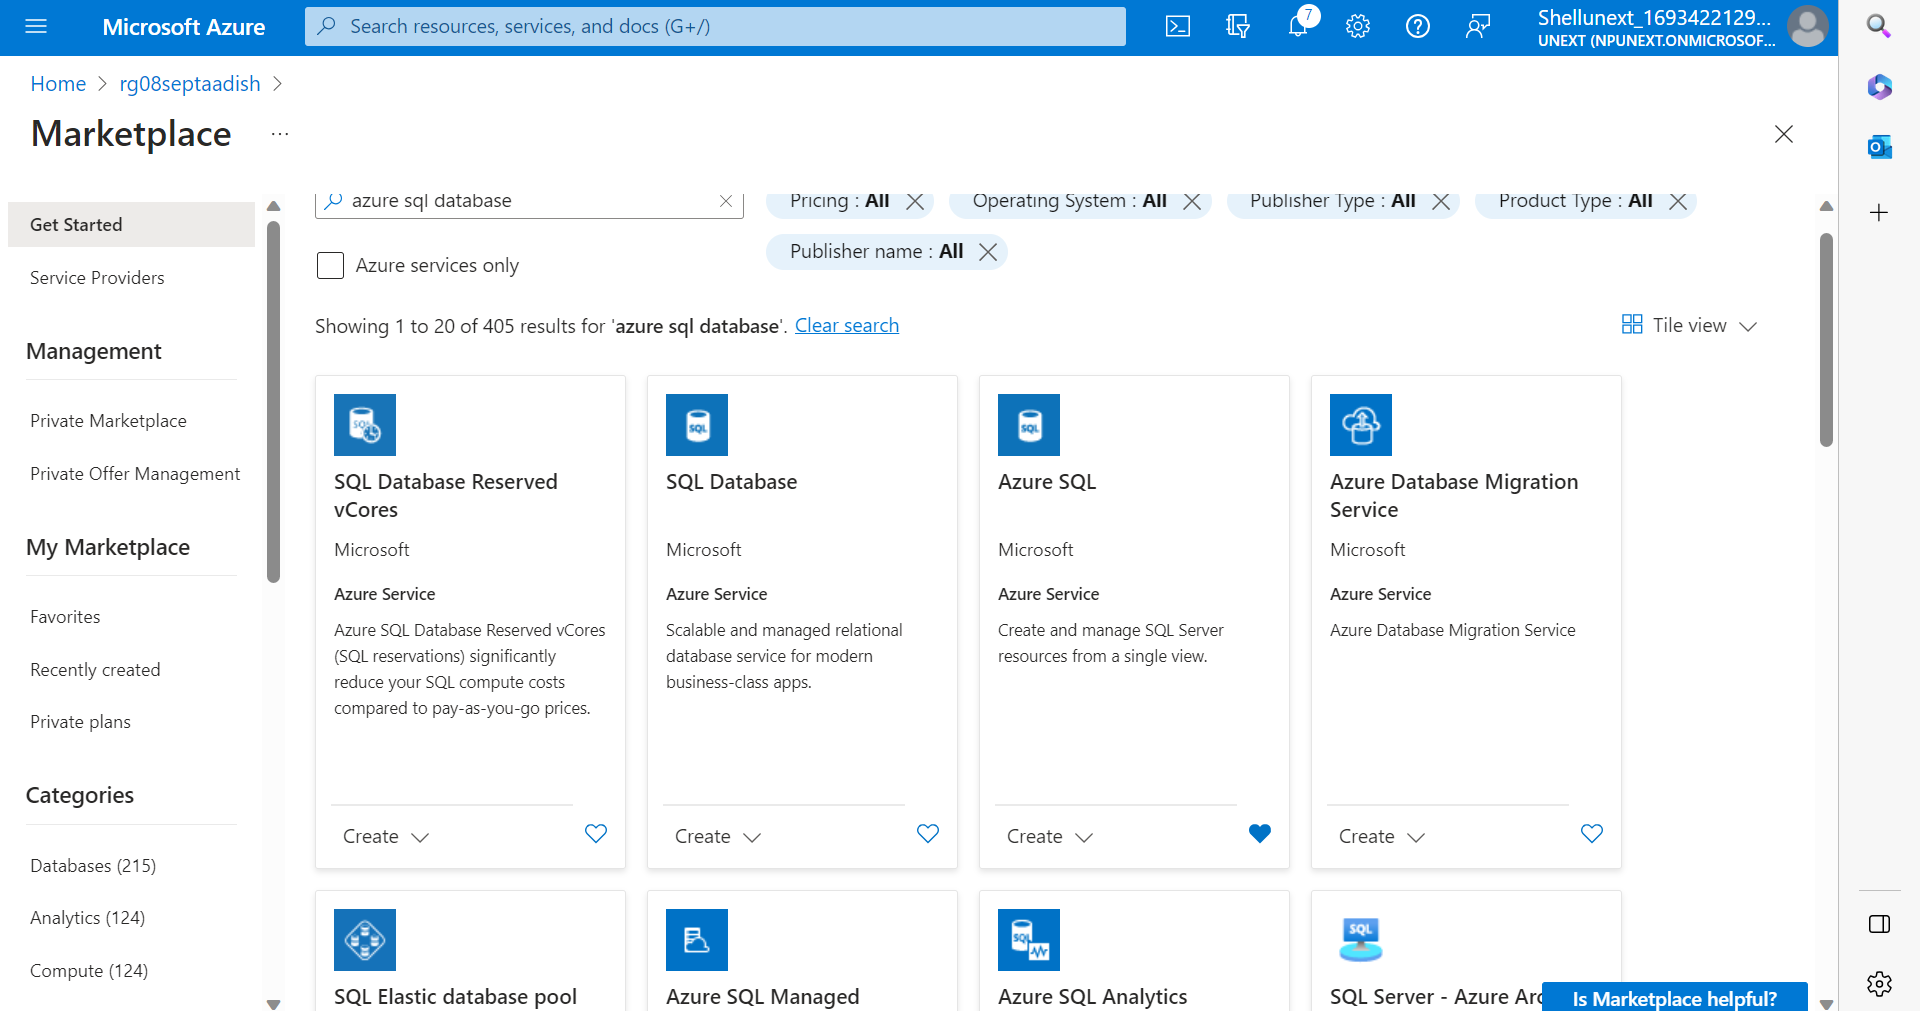 Microsoft Azure
Search resources, services, and docs (G+/)
7
Shellunext_1693422129...
UNEXT (NPUNEXT.ONMICROSOF...
Home
rg08septaadish
Marketplace
...
Get Started
Service Providers
Management
Private Marketplace
Private Offer Management
My Marketplace
Favorites
Recently created
Private plans
Categories
Databases (215)
Analytics (124)
Compute (124)
azure sql database
Pricing : All
Operating System : All
Publisher Type : All
Product Type : All
Azure services only
Publisher name : All
Showing 1 to 20 of 405 results for 'azure sql database'. Clear search
Tile view
SQL Database Reserved
vCores
Microsoft
Azure Service
Azure SQL Database Reserved vCores
(SQL reservations) significantly
reduce your SQL compute costs
compared to pay-as-you-go prices.
Create
SQL
SQL Database
Microsoft
Azure Service
Scalable and managed relational
database service for modern
business-class apps.
Create
SQL
Azure SQL
Microsoft
Azure Service
Create and manage SQL Server
resources from a single view.
Create
Azure Database Migration
Service
Microsoft
Azure Service
Azure Database Migration Service
Create
SQL Elastic database pool
Azure SQL Managed
SQL
Azure SQL Analytics
SQL
SQL Server - Azure Arc
Is Marketplace helpful?